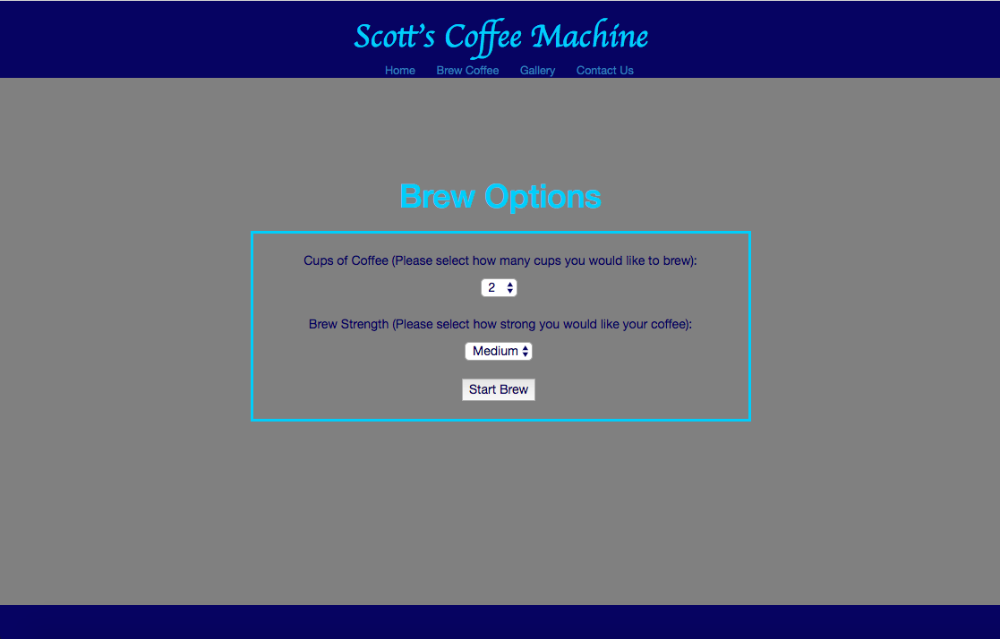 Scott's Coffee Machine
Home Brew Coffee Gallery Contact Us
Brew Options
Cups of Coffee (Please select how many cups you would like to brew):
2
Brew Strength (Please select how strong you would like your coffee):
Medium
Start Brew